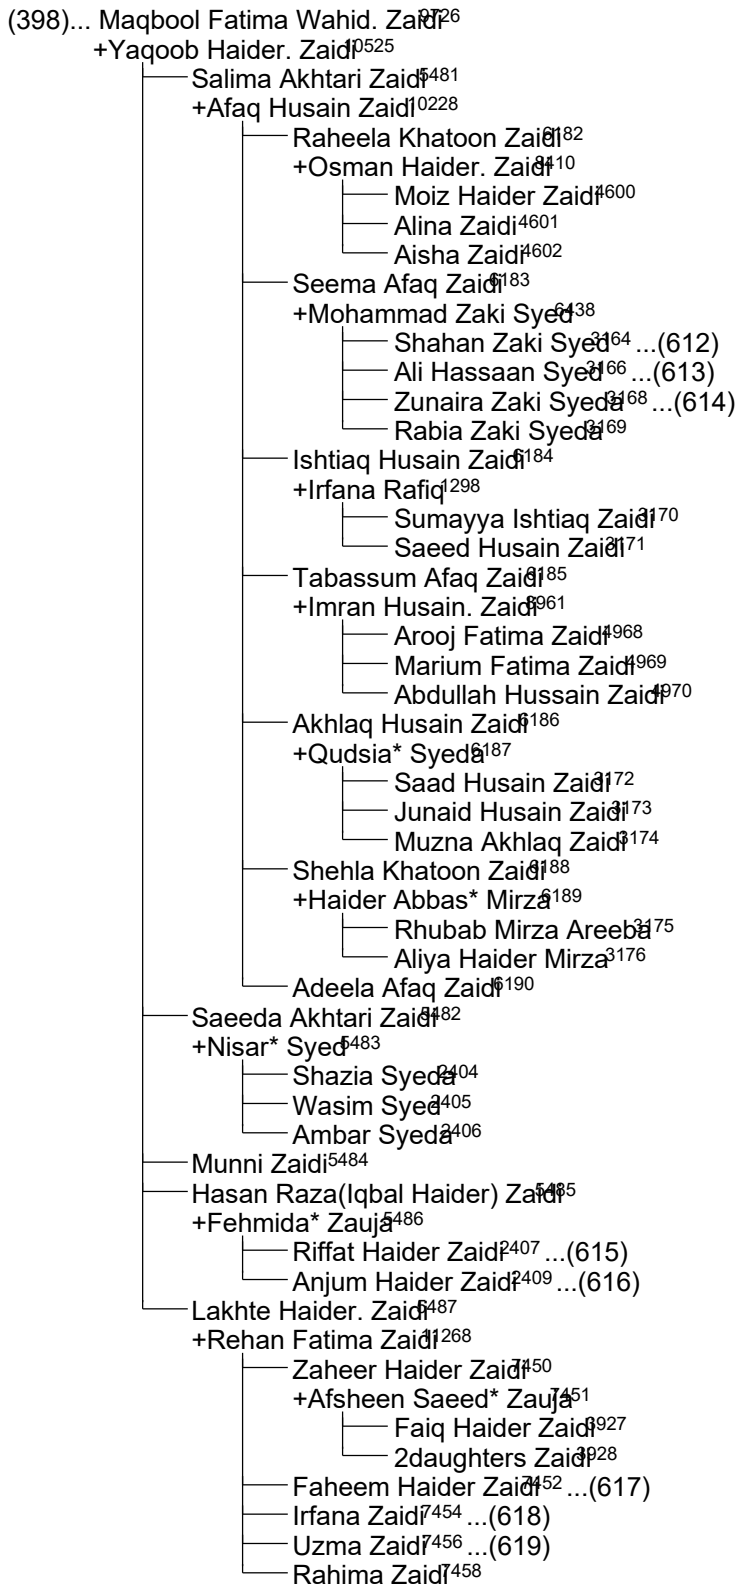 (398)... Maqbool Fatima Wahid. Zaidi9726
+Yaqoob Haider. Zaidi10525
Salima Akhtari Zaidi5481
+Afaq Husain Zaidi10228
Raheela Khatoon Zaidi6182
+Osman Haider. Zaidi8410
Moiz Haider Zaidi4600
Alina Zaidi4601
Aisha Zaidi4602
Seema Afaq Zaidi6183
+Mohammad Zaki Syed6438
Shahan Zaki Syed3164 ...(612)
Ali Hassaan Syed3166 ...(613)
Zunaira Zaki Syeda3168 ...(614)
Rabia Zaki Syeda3169
Ishtiaq Husain Zaidi6184
+Irfana Rafiq1298
Sumayya Ishtiaq Zaidi3170
Saeed Husain Zaidi3171
Tabassum Afaq Zaidi6185
+Imran Husain. Zaidi8961
Arooj Fatima Zaidi4968
Marium Fatima Zaidi4969
Abdullah Hussain Zaidi4970
Akhlaq Husain Zaidi6186
+Qudsia* Syeda6187
Saad Husain Zaidi3172
Junaid Husain Zaidi3173
Muzna Akhlaq Zaidi3174
Shehla Khatoon Zaidi6188
+Haider Abbas* Mirza6189
Rhubab Mirza Areeba3175
Aliya Haider Mirza3176
Adeela Afaq Zaidi6190
Saeeda Akhtari Zaidi5482
+Nisar* Syed5483
Shazia Syeda2404
Wasim Syed2405
Ambar Syeda2406
Munni Zaidi5484
Hasan Raza(Iqbal Haider) Zaidi5485
+Fehmida* Zauja5486
Riffat Haider Zaidi2407 ...(615)
Anjum Haider Zaidi2409 ...(616)
Lakhte Haider. Zaidi5487
+Rehan Fatima Zaidi11268
Zaheer Haider Zaidi7450
+Afsheen Saeed* Zauja7451
Faiq Haider Zaidi3927
2daughters Zaidi3928
Faheem Haider Zaidi7452 ...(617)
Irfana Zaidi7454 ...(618)
Uzma Zaidi7456 ...(619)
Rahima Zaidi7458